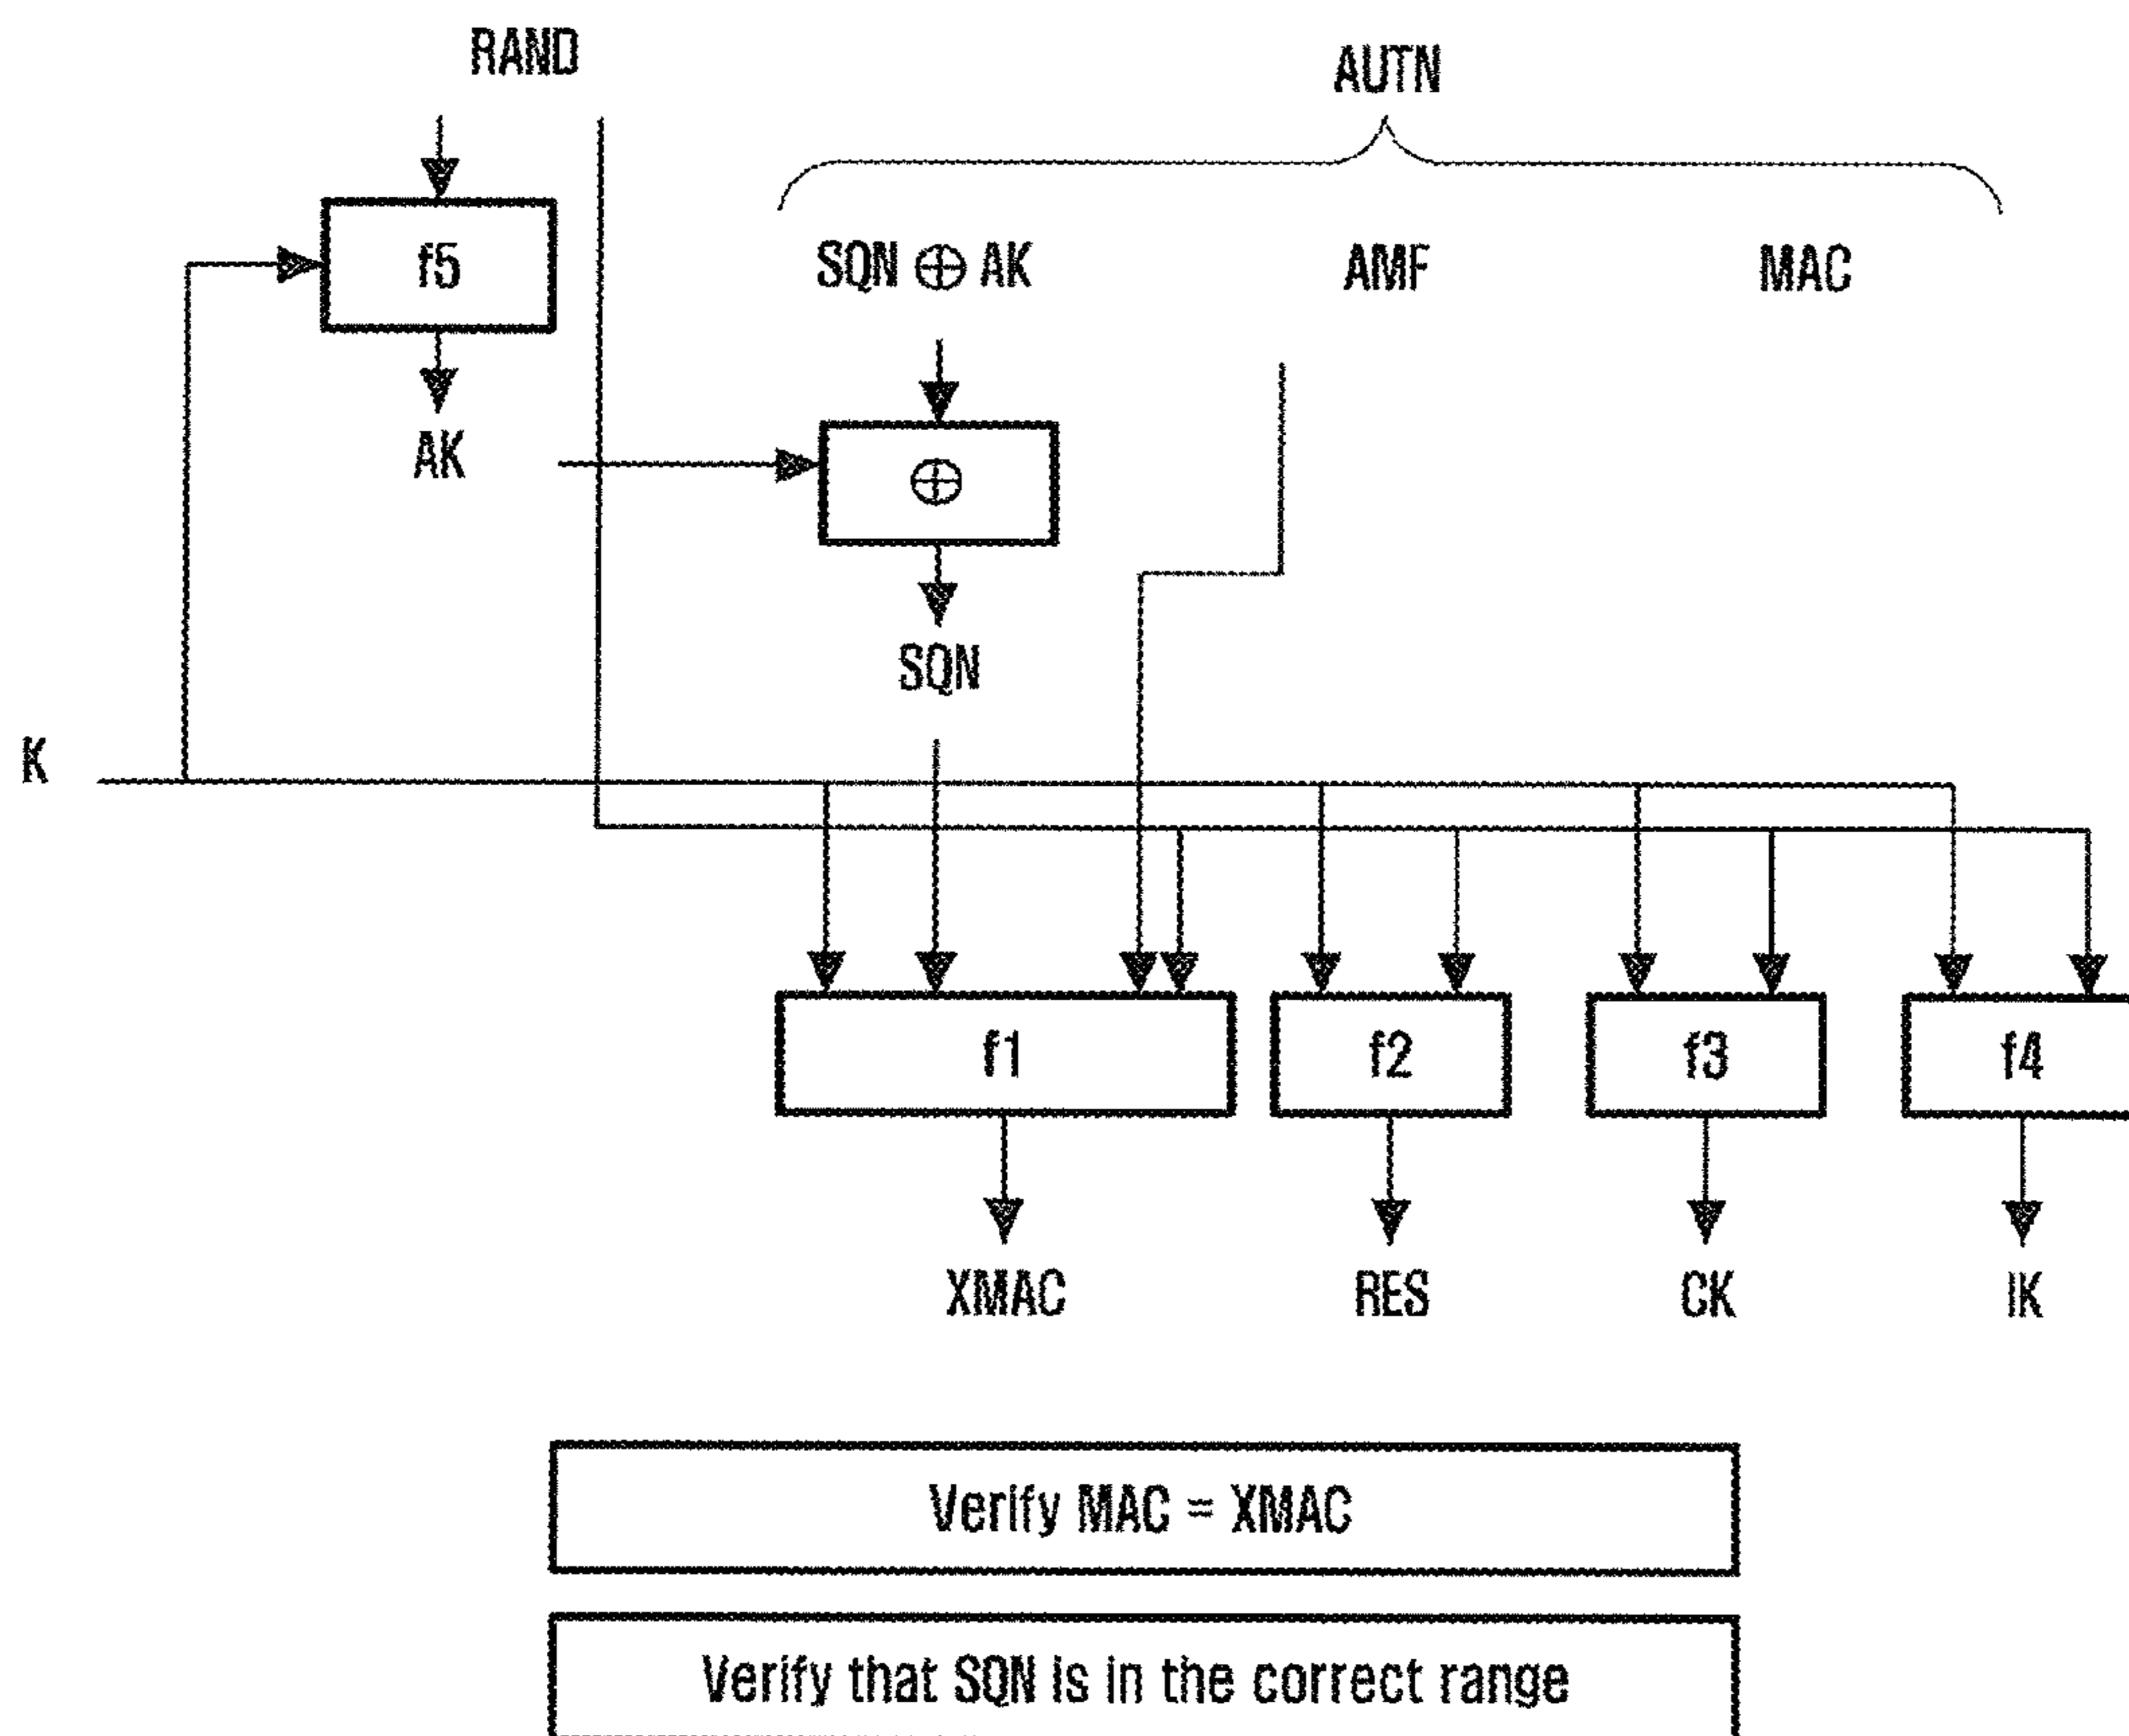 RAND
AUTN
f5
SQN ⊕ AK
AMF
MAC
AK
⊕
SQN
K
f1
f2
f3
f4
XMAC
RES
CK
IK
Verify MAC = XMAC
Verify that SQN is in the correct range